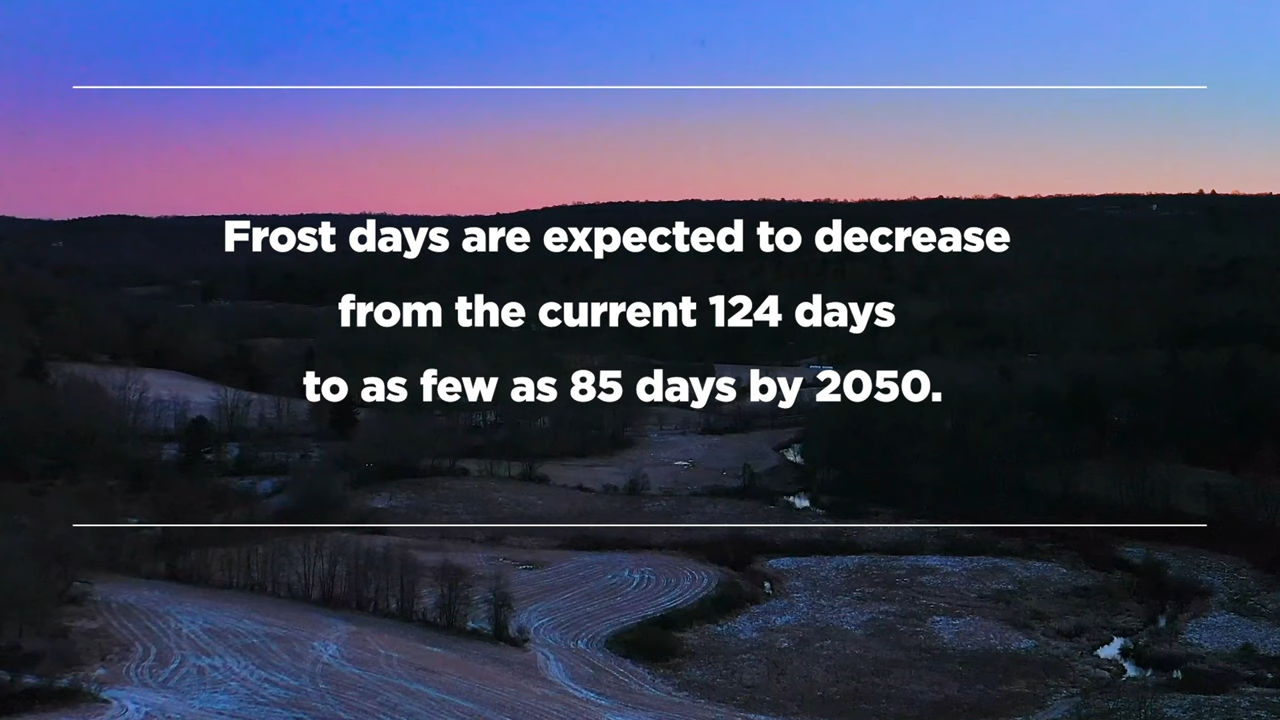 Frost days are expected to decrease
from the current 124 days
to as few as 85 days by 2050.